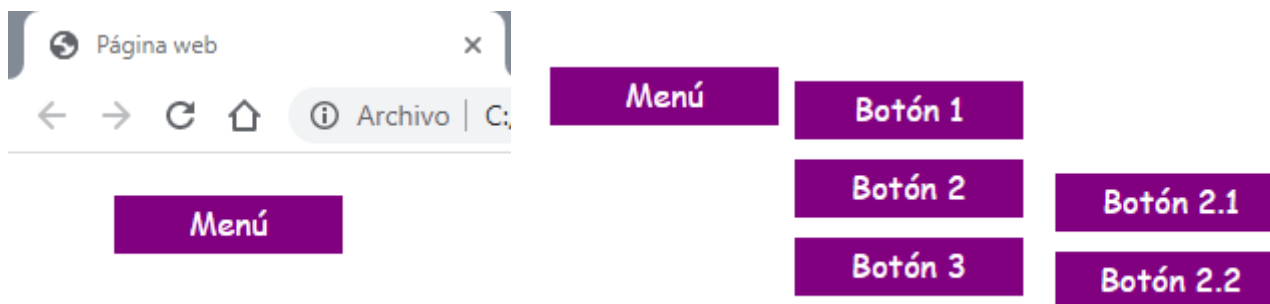 Página web
Archivo | C:/
Menú
Menú
Botón 1
Botón 2
Botón 3
Botón 2.1
Botón 2.2